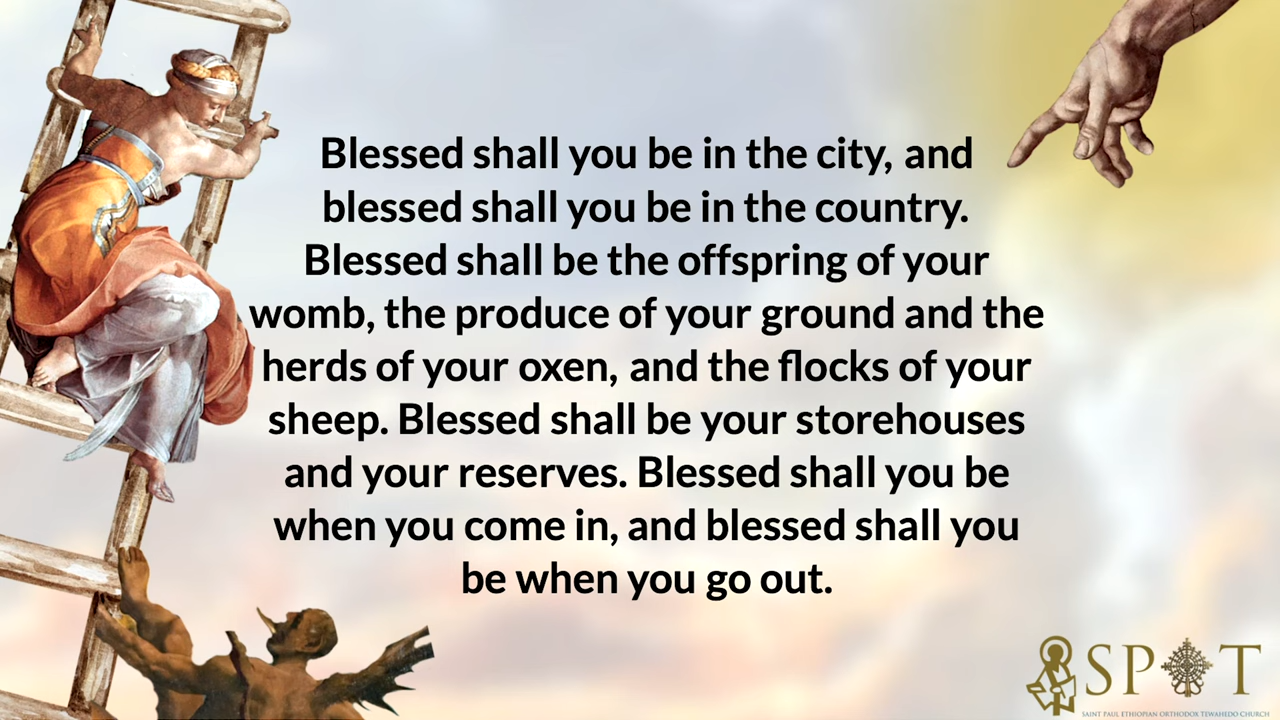 Blessed shall you be in the city, and
blessed shall you be in the country.
Blessed shall be the offspring of your
womb, the produce of your ground and the
herds of your oxen, and the flocks of your
sheep. Blessed shall be your storehouses
and your reserves. Blessed shall you be
when you come in, and blessed shall you
be when you go out.
SPOT
SAINT PAUL ETHIOPIAN ORTHODOX TEWAHEDO CHURCH